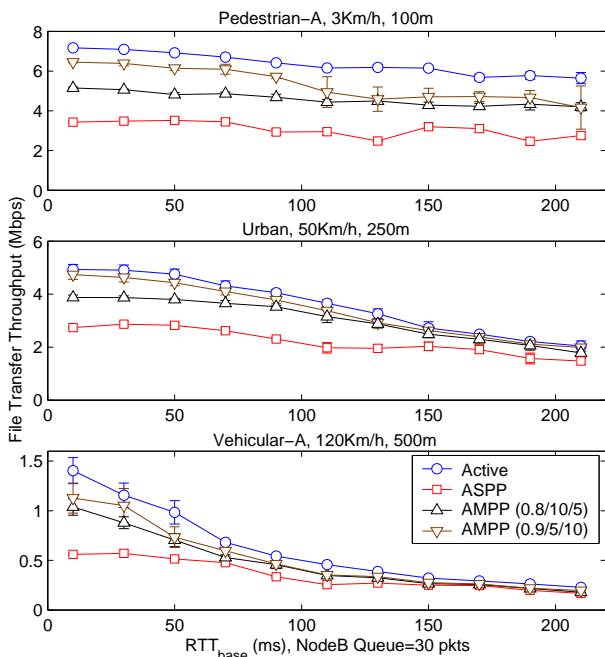 Pedestrian−A, 3Km/h, 100m
8
6
4
2
0
0 50 100 150 200
Urban, 50Km/h, 250m
6
4
2
0
0 50 100 150 200
File Transfer Throughput (Mbps)
Vehicular−A, 120Km/h, 500m
1.5
1
0.5
0
0 50 100 150 200
Active
ASPP
AMPP (0.8/10/5)
AMPP (0.9/5/10)
RTTbase (ms), NodeB Queue=30 pkts